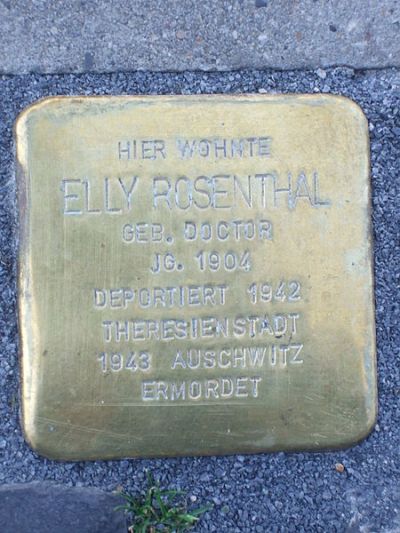 HIER WOHNTE
ELLY ROSENTHAL
GEB. DOCTOR
JG. 1904
DEPORTIERT 1942
THERESIENSTADT
1943 AUSCHWITZ
ERMORDET